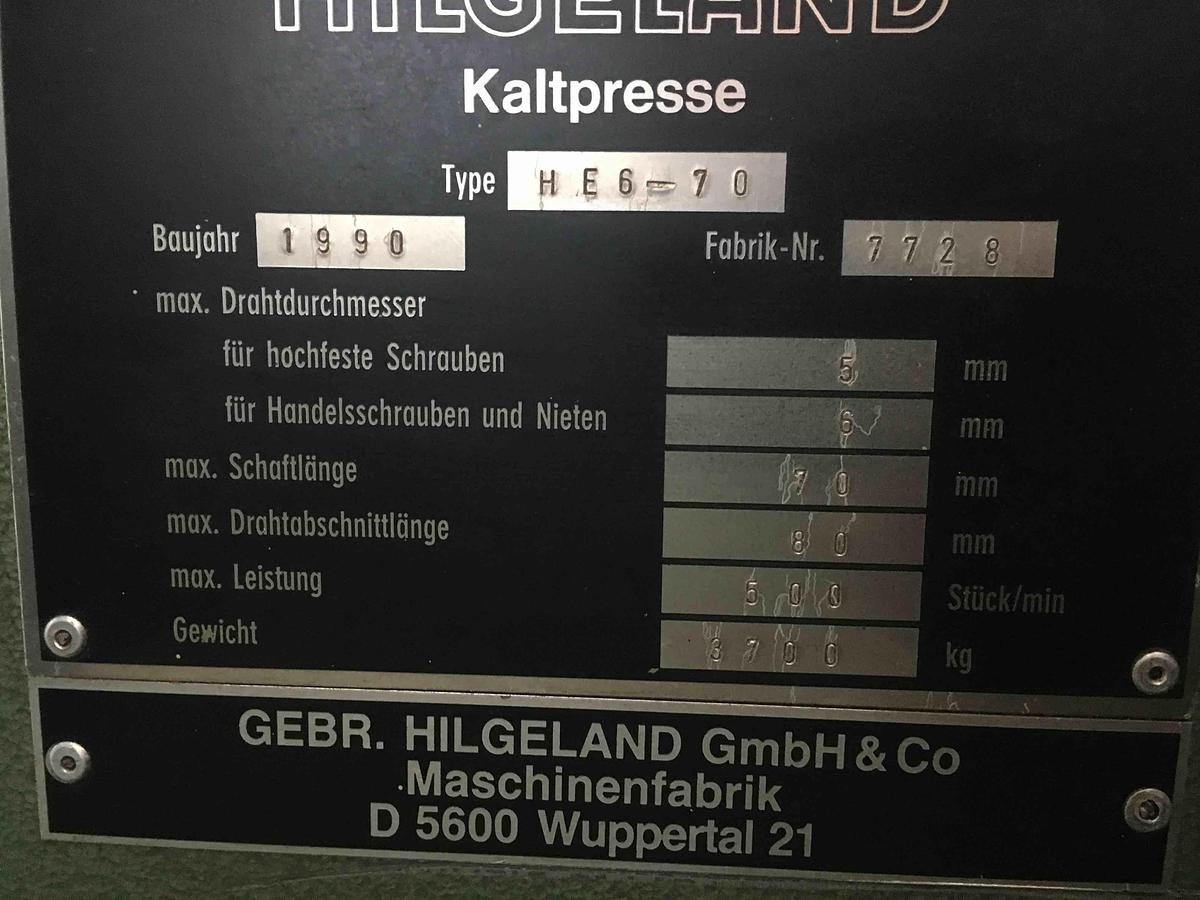 HILGELAND
Kaltpresse
Type HE6-70
Baujahr 1990 Fabrik-Nr. 7728
max. Drahtdurchmesser
für hochfeste Schrauben 5 mm
für Handelsschrauben und Nieten 6 mm
max. Schaftlänge 70 mm
max. Drahtabschnittlänge 80 mm
max. Leistung 500 Stück/min
Gewicht 3700 kg
GEBR. HILGELAND GmbH & Co
Maschinenfabrik
D 5600 Wuppertal 21